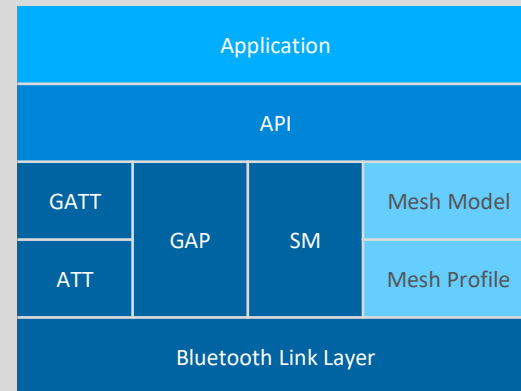 Application
API
GATT
GAP
SM
Mesh Model
ATT
Mesh Profile
Bluetooth Link Layer